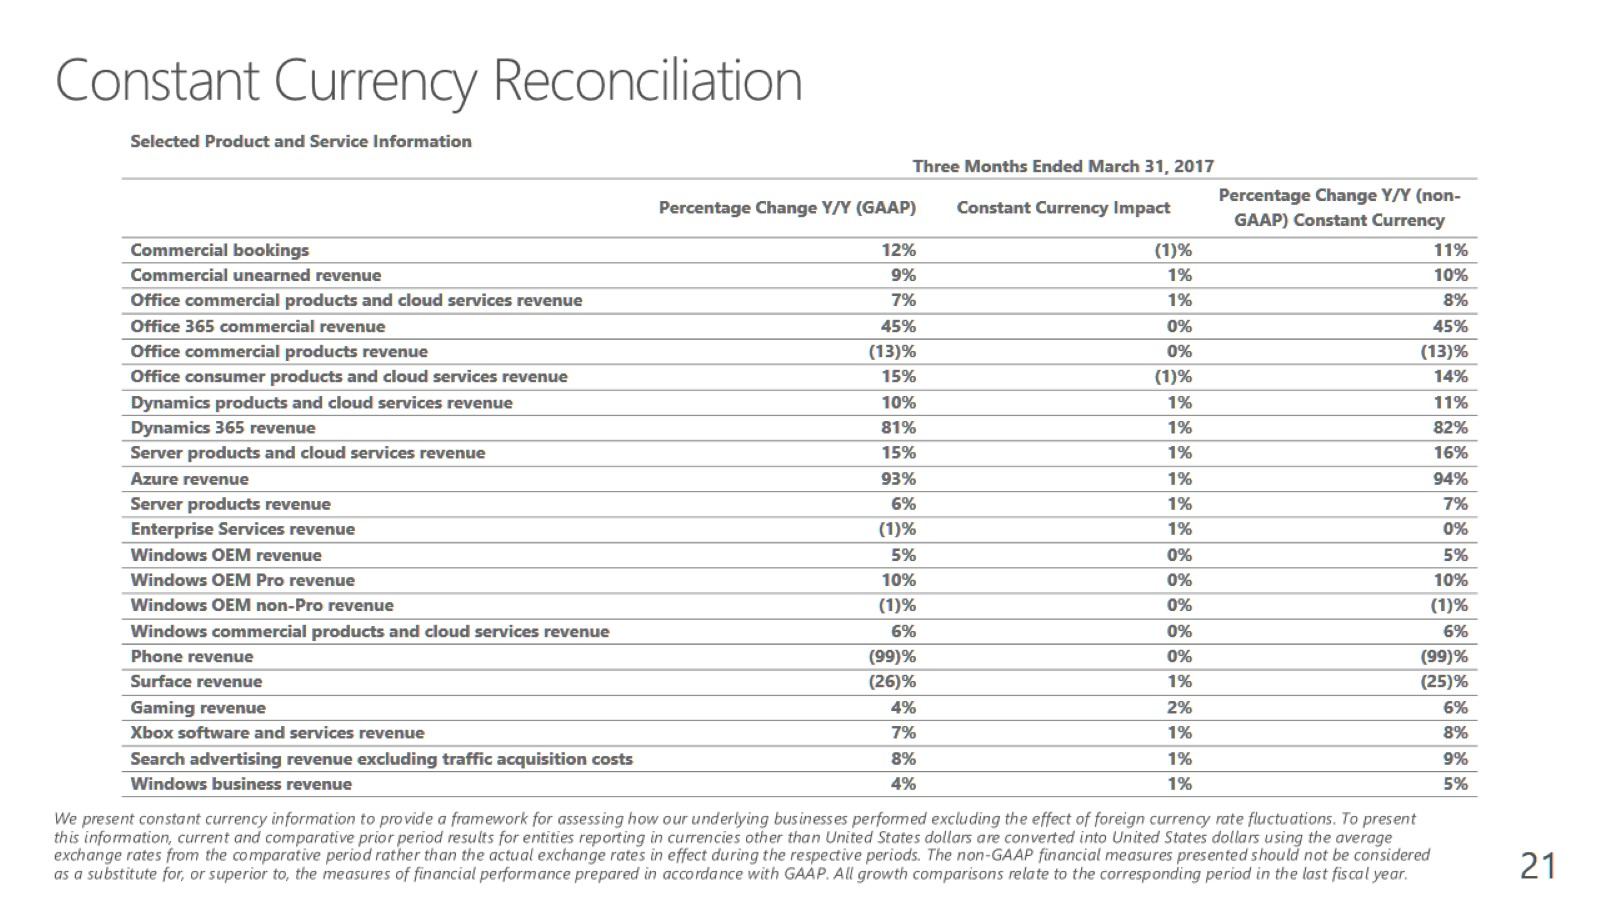 Constant Currency Reconciliation
Selected Product and Service Information
Three Months Ended March 31, 2017
Percentage Change Y/Y (GAAP) Constant Currency Impact Percentage Change Y/Y (non-
GAAP) Constant Currency
Commercial bookings 12% (1)% 11%
Commercial unearned revenue 9% 1% 10%
Office commercial products and cloud services revenue 7% 1% 8%
Office 365 commercial revenue 45% 0% 45%
Office commercial products revenue (13)% 0% (13)%
Office consumer products and cloud services revenue 15% (1)% 14%
Dynamics products and cloud services revenue 10% 1% 11%
Dynamics 365 revenue 81% 1% 82%
Server products and cloud services revenue 15% 1% 16%
Azure revenue 93% 1% 94%
Server products revenue 6% 1% 7%
Enterprise Services revenue (1)% 1% 0%
Windows OEM revenue 5% 0% 5%
Windows OEM Pro revenue 10% 0% 10%
Windows OEM non-Pro revenue (1)% 0% (1)%
Windows commercial products and cloud services revenue 6% 0% 6%
Phone revenue (99)% 0% (99)%
Surface revenue (26)% 1% (25)%
Gaming revenue 4% 2% 6%
Xbox software and services revenue 7% 1% 8%
Search advertising revenue excluding traffic acquisition costs 8% 1% 9%
Windows business revenue 4% 1% 5%
We present constant currency information to provide a framework for assessing how our underlying businesses performed excluding the effect of foreign currency rate fluctuations. To present
this information, current and comparative prior period results for entities reporting in currencies other than United States dollars are converted into United States dollars using the average
exchange rates from the comparative period rather than the actual exchange rates in effect during the respective periods. The non-GAAP financial measures presented should not be considered
as a substitute for, or superior to, the measures of financial performance prepared in accordance with GAAP. All growth comparisons relate to the corresponding period in the last fiscal year.
21